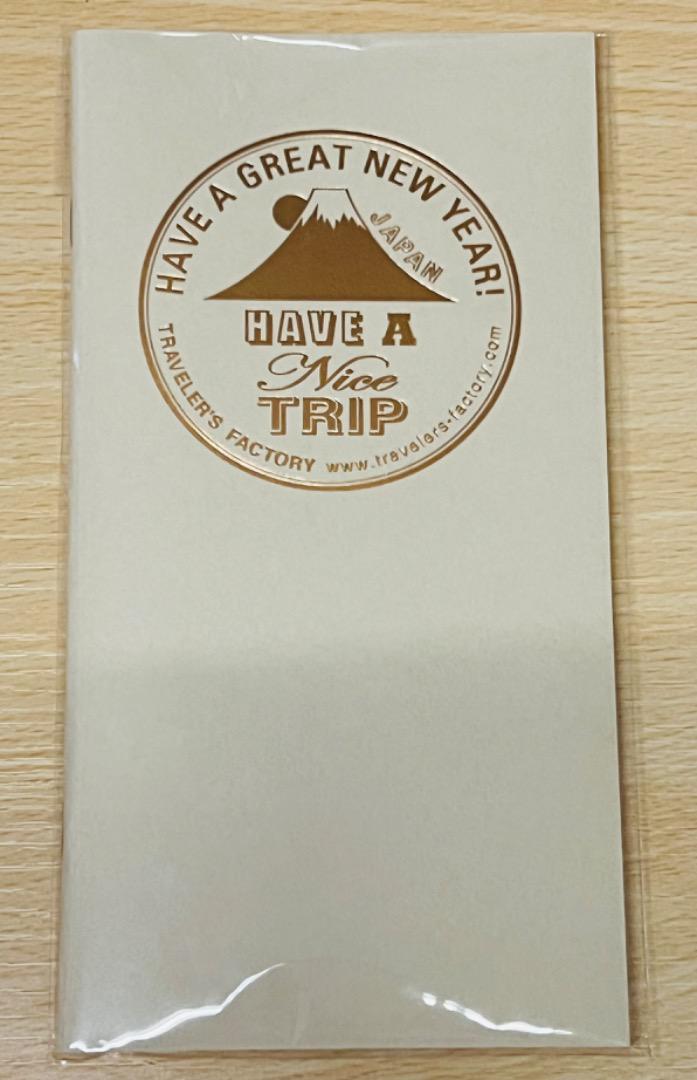 HAVE A GREAT NEW YEAR!
JAPAN
HAVE A
Nice
TRIP
TRAVELER'S FACTORY www.travelers-factory.com